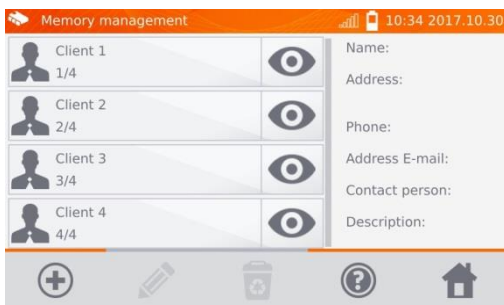 Memory management
10:34 2017.10.30
Client 1
1/4
Client 2
2/4
Client 3
3/4
Client 4
4/4
Name:
Address:
Phone:
Address E-mail:
Contact person:
Description: